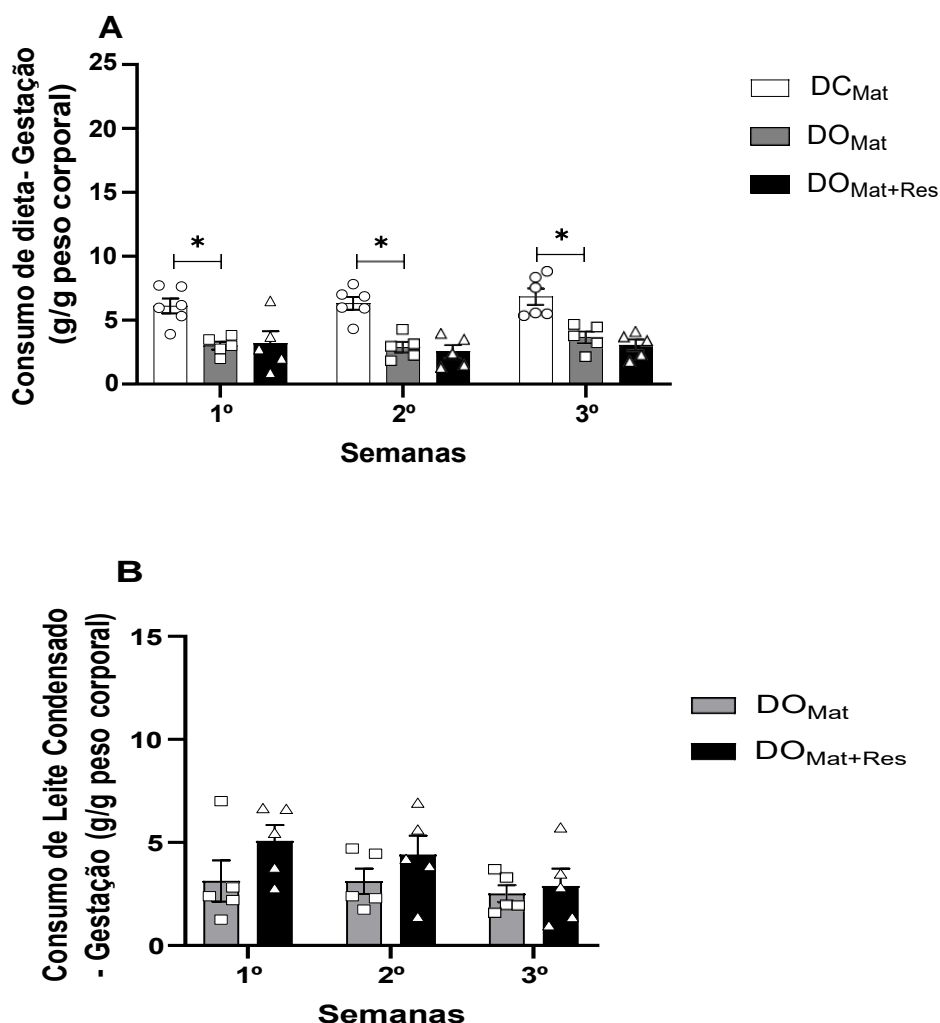 A
Consumo de dieta- Gestação
(g/g peso corporal)
25
20
15
10
5
0
* * *
1º 2º 3º
Semanas
DCMat
DOMat
DOMat+Res
B
Consumo de Leite Condensado
- Gestação (g/g peso corporal)
15
10
5
0
1º 2º 3º
Semanas
DOMat
DOMat+Res